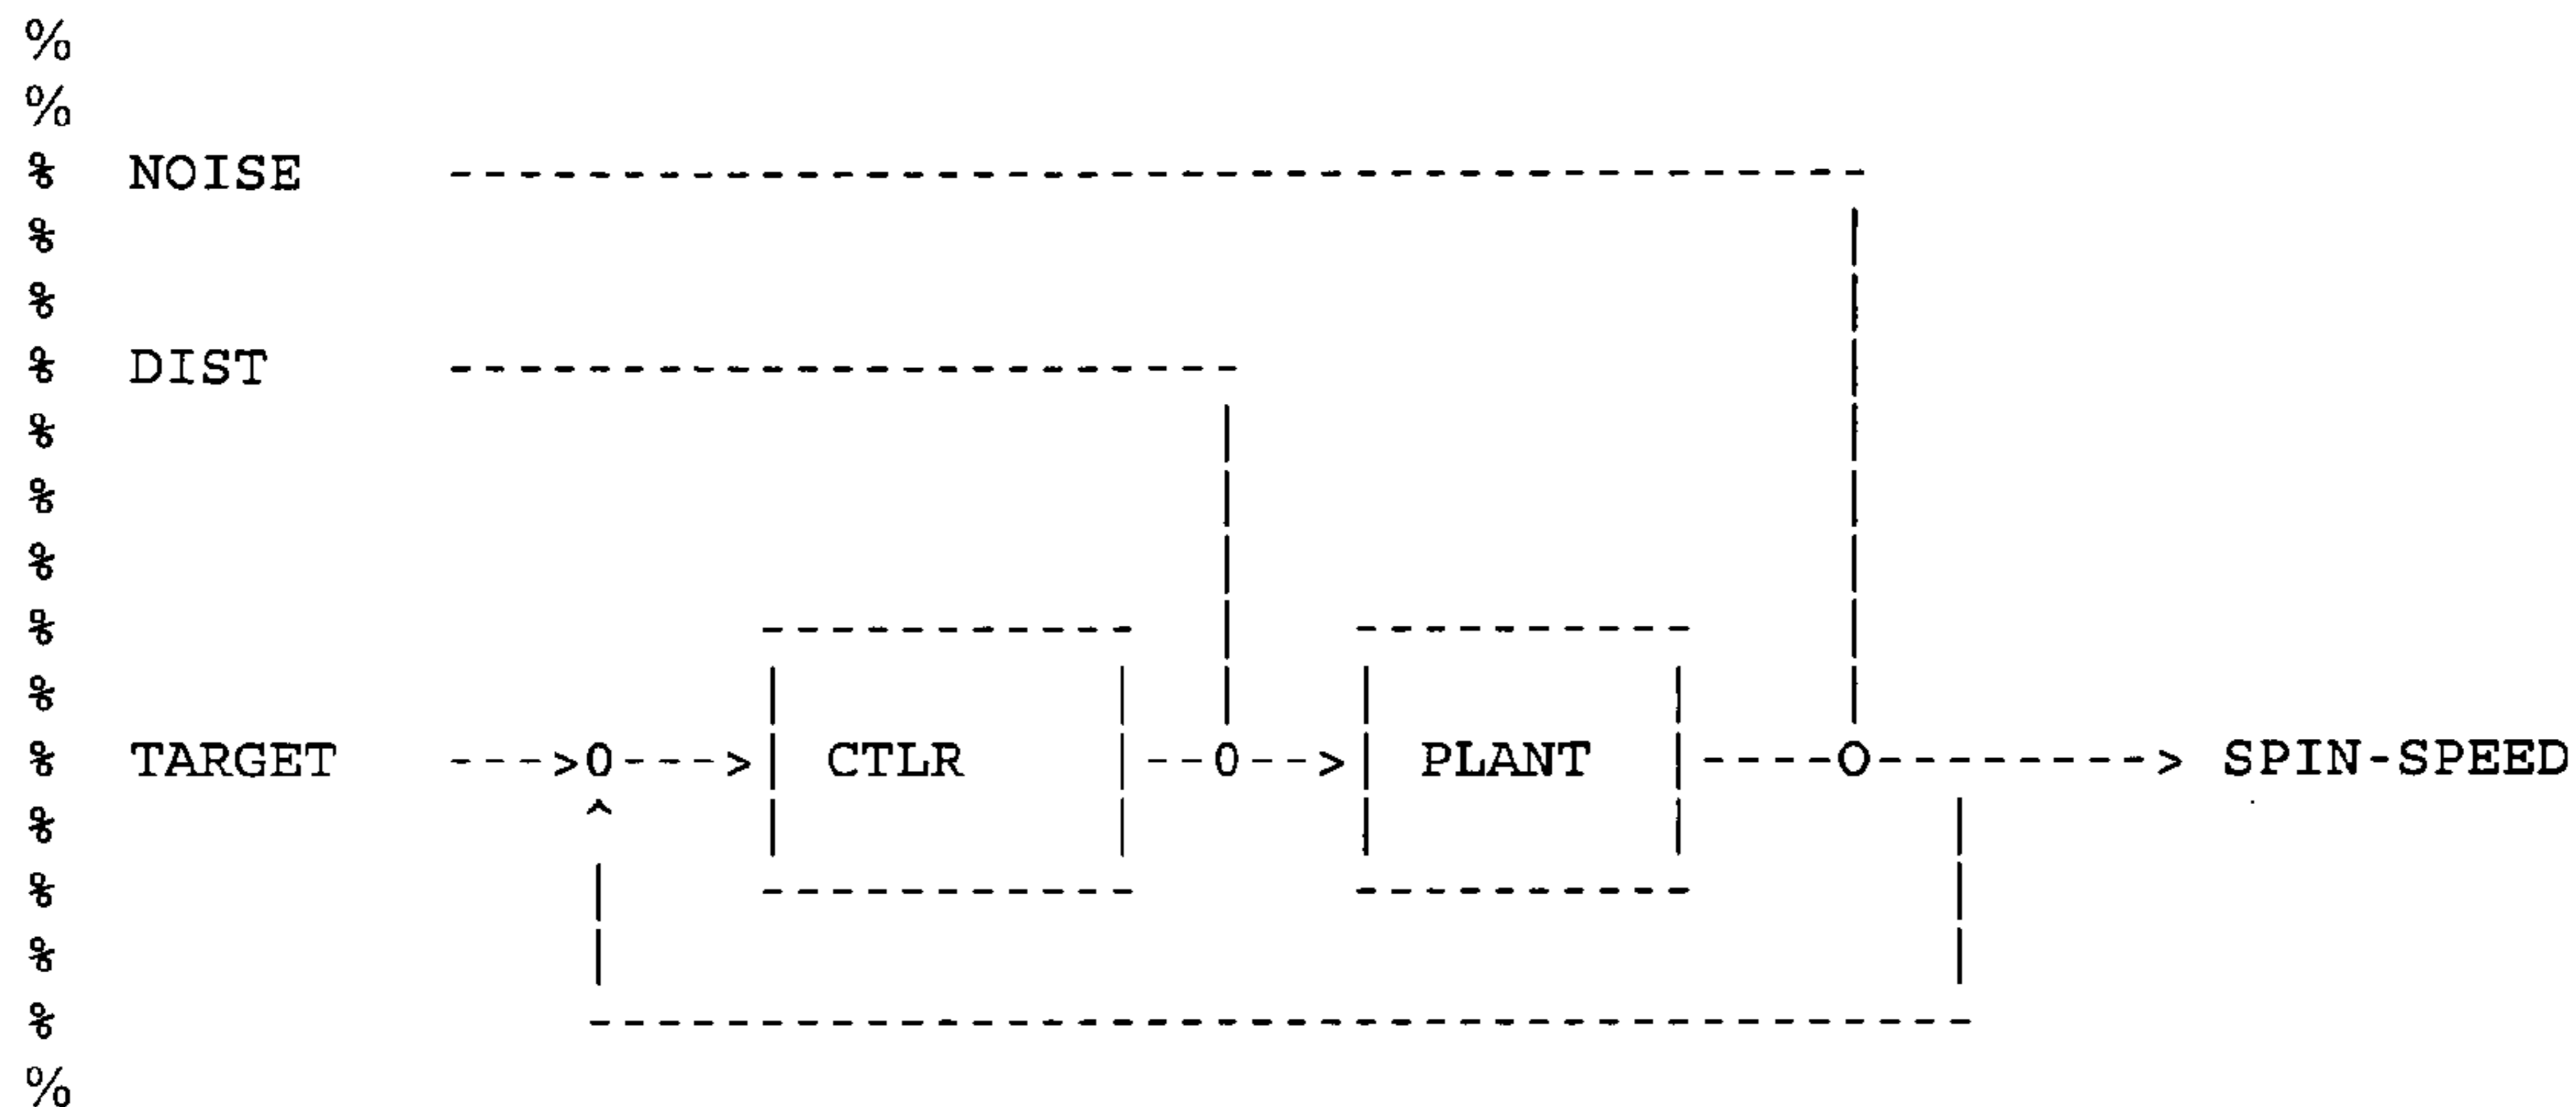 %
%
% NOISE -----------------------------------------
% |
% |
% DIST ----------------------- |
% | |
% | |
% | |
% ----------- ---------- |
% | | | | | |
% TARGET --->0--->| CTLR |--0-->| PLANT |----O--------> SPIN-SPEED
% ^ | | | | |
% | ----------- ---------- |
% | |
% ----------------------------------------
%